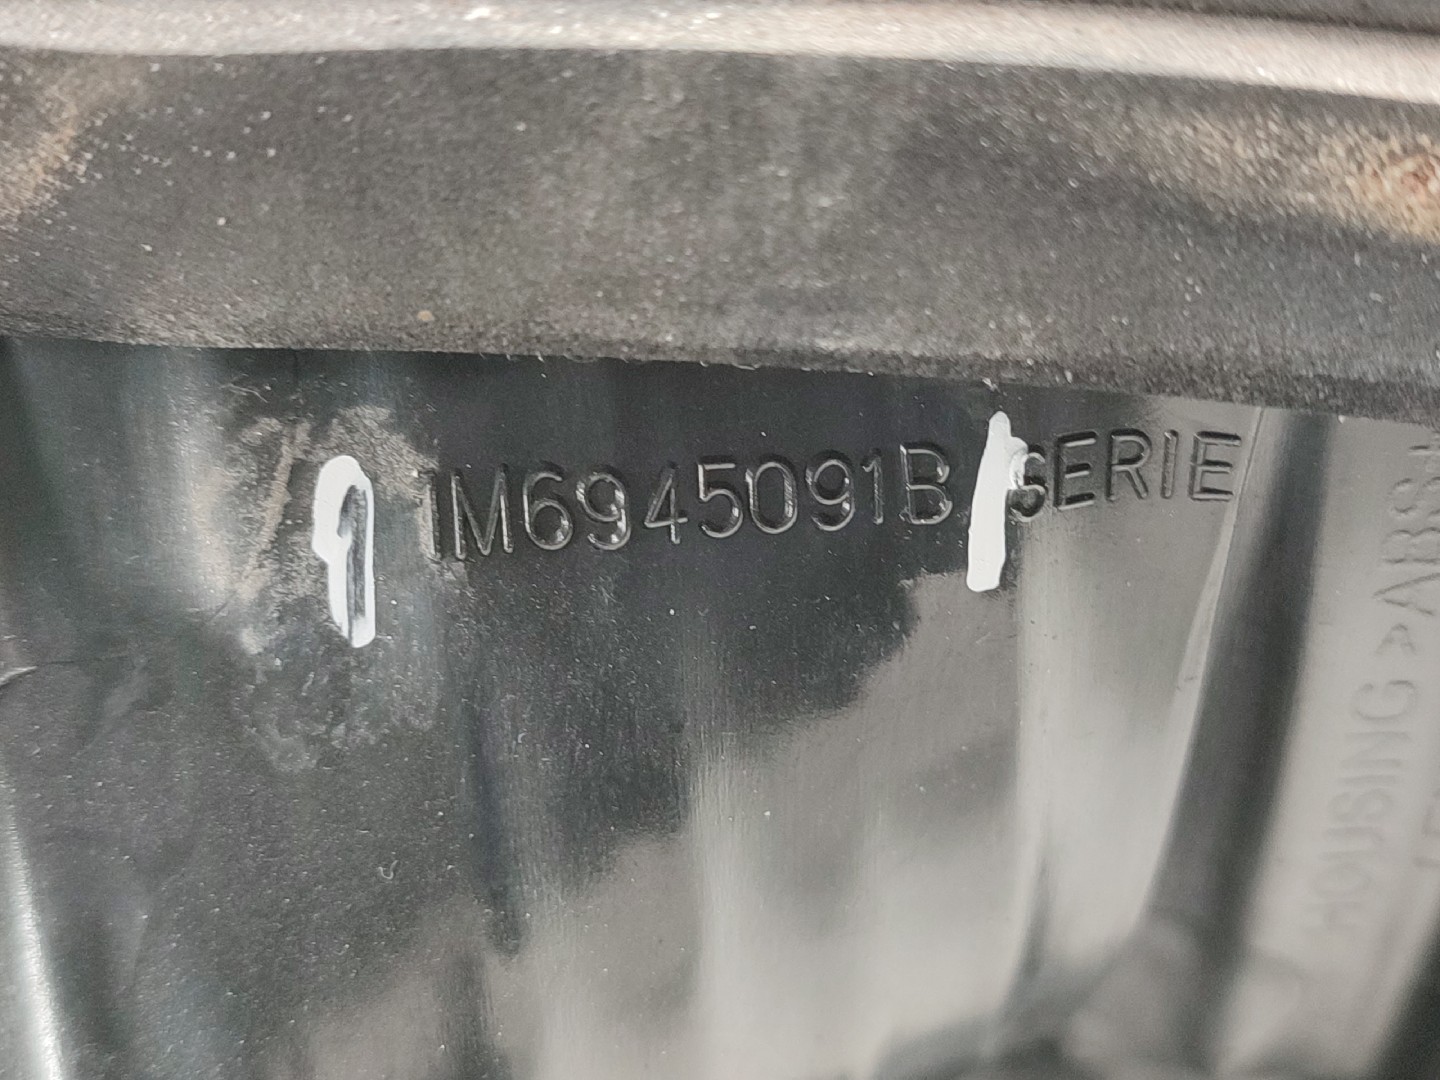 1M6945091B SERIE
HOUSING >ABS+